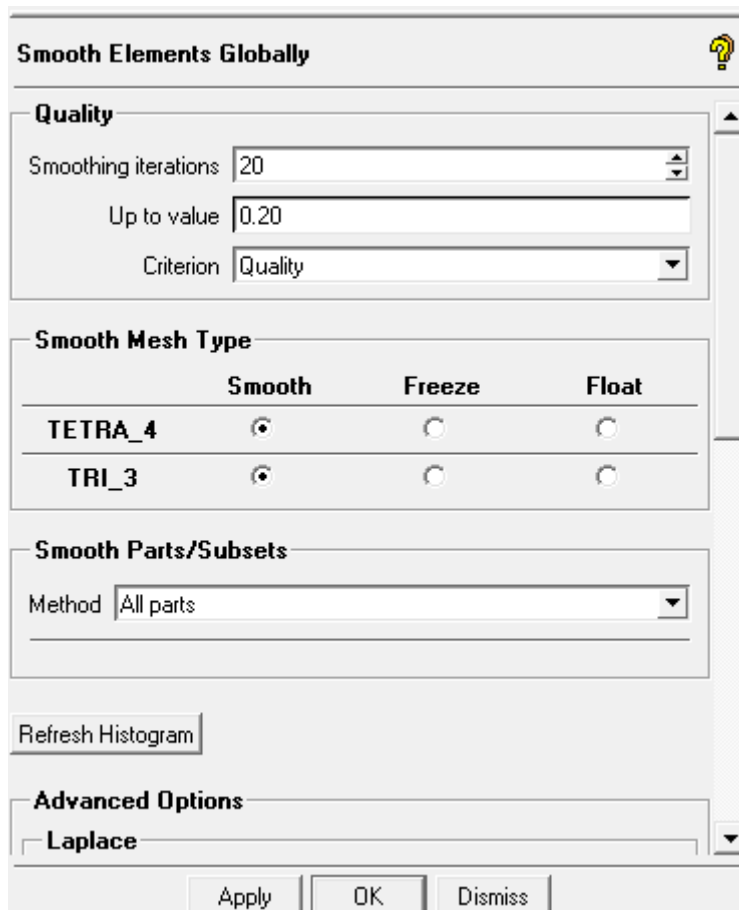 Smooth Elements Globally
Quality
Smoothing iterations 20
Up to value 0.20
Criterion Quality
Smooth Mesh Type
Smooth Freeze Float
TETRA_4
TRI_3
Smooth Parts/Subsets
Method All parts
Refresh Histogram
Advanced Options
Laplace
Apply OK Dismiss